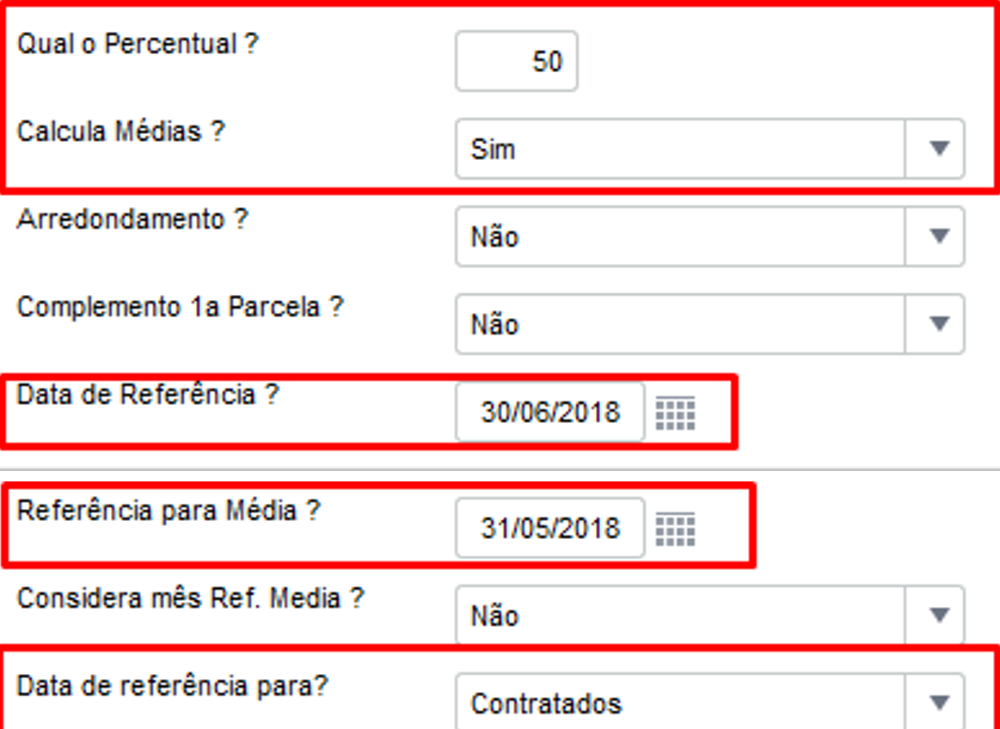 Qual o Percentual ? 50
Calcula Médias ? Sim
Arredondamento ? Não
Complemento 1a Parcela ? Não
Data de Referência ? 30/06/2018
Referência para Média ? 31/05/2018
Considera mês Ref. Media ? Não
Data de referência para? Contratados